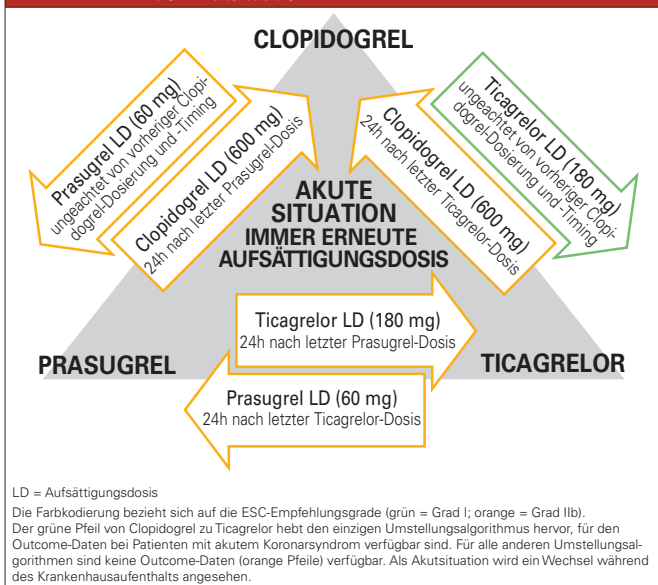 CLOPIDOGREL
Prasugrel LD (60 mg)
ungeachtet von vorheriger Clopi-
dogrel-Dosierung und -Timing
Clopidogrel LD (600 mg)
24h nach letzter Prasugrel-Dosis
Clopidogrel LD (600 mg)
24h nach letzter Ticagrelor-Dosis
Ticagrelor LD (180 mg)
ungeachtet von vorheriger Clopi-
dogrel-Dosierung und -Timing
AKUTE
SITUATION
IMMER ERNEUTE
AUFSÄTTIGUNGSDOSIS
Ticagrelor LD (180 mg)
24h nach letzter Prasugrel-Dosis
PRASUGREL
TICAGRELOR
Prasugrel LD (60 mg)
24h nach letzter Ticagrelor-Dosis
LD = Aufsättigungsdosis
Die Farbkodierung bezieht sich auf die ESC-Empfehlungsgrade (grün = Grad I; orange = Grad IIb).
Der grüne Pfeil von Clopidogrel zu Ticagrelor hebt den einzigen Umstellungsalgorithmus hervor, für den
Outcome-Daten bei Patienten mit akutem Koronarsyndrom verfügbar sind. Für alle anderen Umstellungsal-
gorithmen sind keine Outcome-Daten (orange Pfeile) verfügbar. Als Akutsituation wird ein Wechsel während
des Krankenhausaufenthalts angesehen.